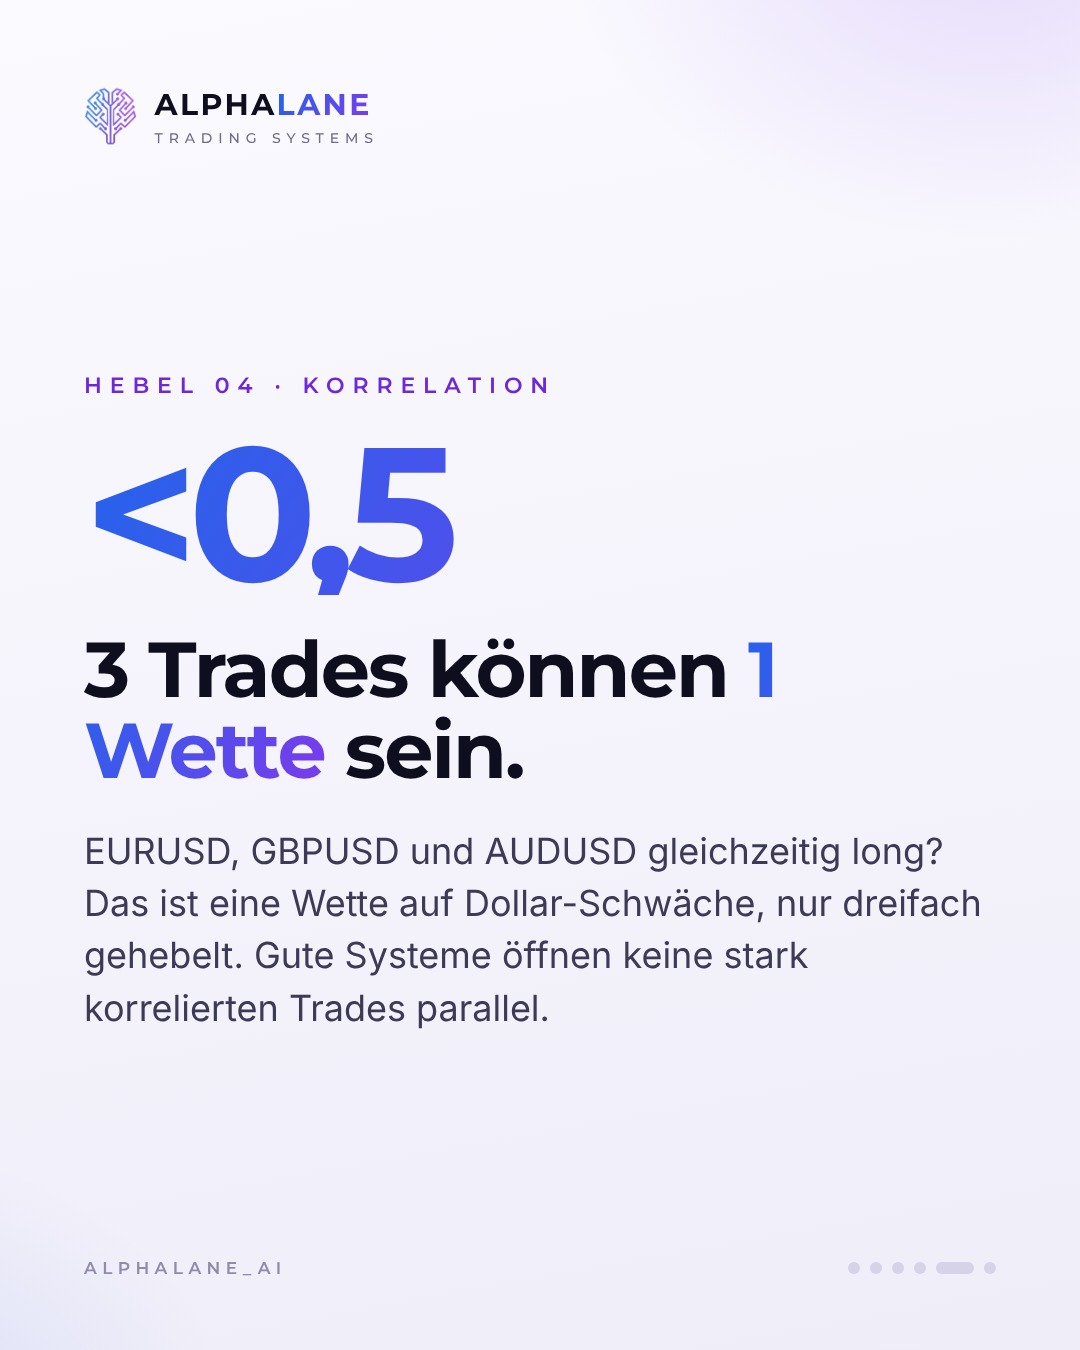 ALPHALANE
TRADING SYSTEMS
HEBEL 04 · KORRELATION
<0,5
3 Trades können 1
Wette sein.
EURUSD, GBPUSD und AUDUSD gleichzeitig long?
Das ist eine Wette auf Dollar-Schwäche, nur dreifach
gehebelt. Gute Systeme öffnen keine stark
korrelierten Trades parallel.
ALPHALANE_AI